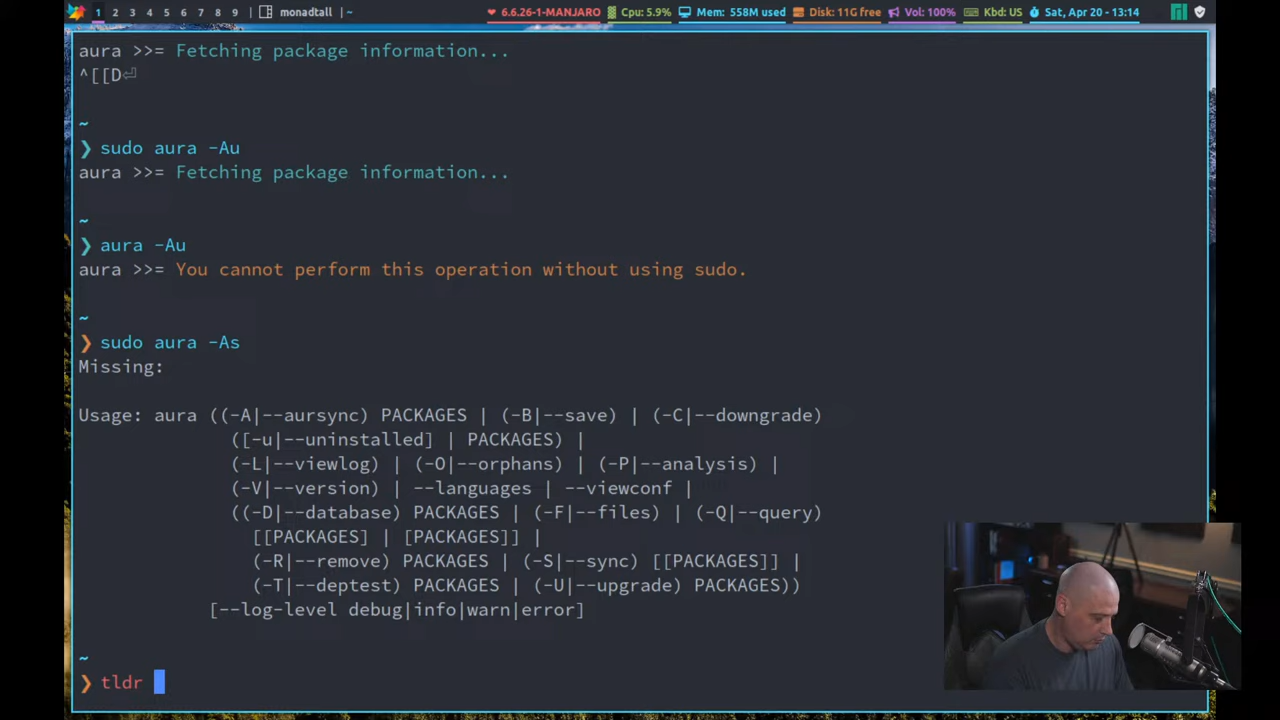 1 2 3 4 5 6 7 8 9 monadtall | ~ ❤ 6.6.26-1-MANJARO Cpu: 5.9% Mem: 558M used Disk: 11G free Vol: 100% Kbd: US Sat, Apr 20 - 13:14
aura >>= Fetching package information...
^[[D⏎
~
❯ sudo aura -Au
aura >>= Fetching package information...
~
❯ aura -Au
aura >>= You cannot perform this operation without using sudo.
~
❯ sudo aura -As
Missing:
Usage: aura ((-A|--aursync) PACKAGES | (-B|--save) | (-C|--downgrade)
([-u|--uninstalled] | PACKAGES) |
(-L|--viewlog) | (-O|--orphans) | (-P|--analysis) |
(-V|--version) | --languages | --viewconf |
((-D|--database) PACKAGES | (-F|--files) | (-Q|--query)
[[PACKAGES] | [PACKAGES]] |
(-R|--remove) PACKAGES | (-S|--sync) [[PACKAGES]] |
(-T|--deptest) PACKAGES | (-U|--upgrade) PACKAGES))
[--log-level debug|info|warn|error]
~
❯ tldr